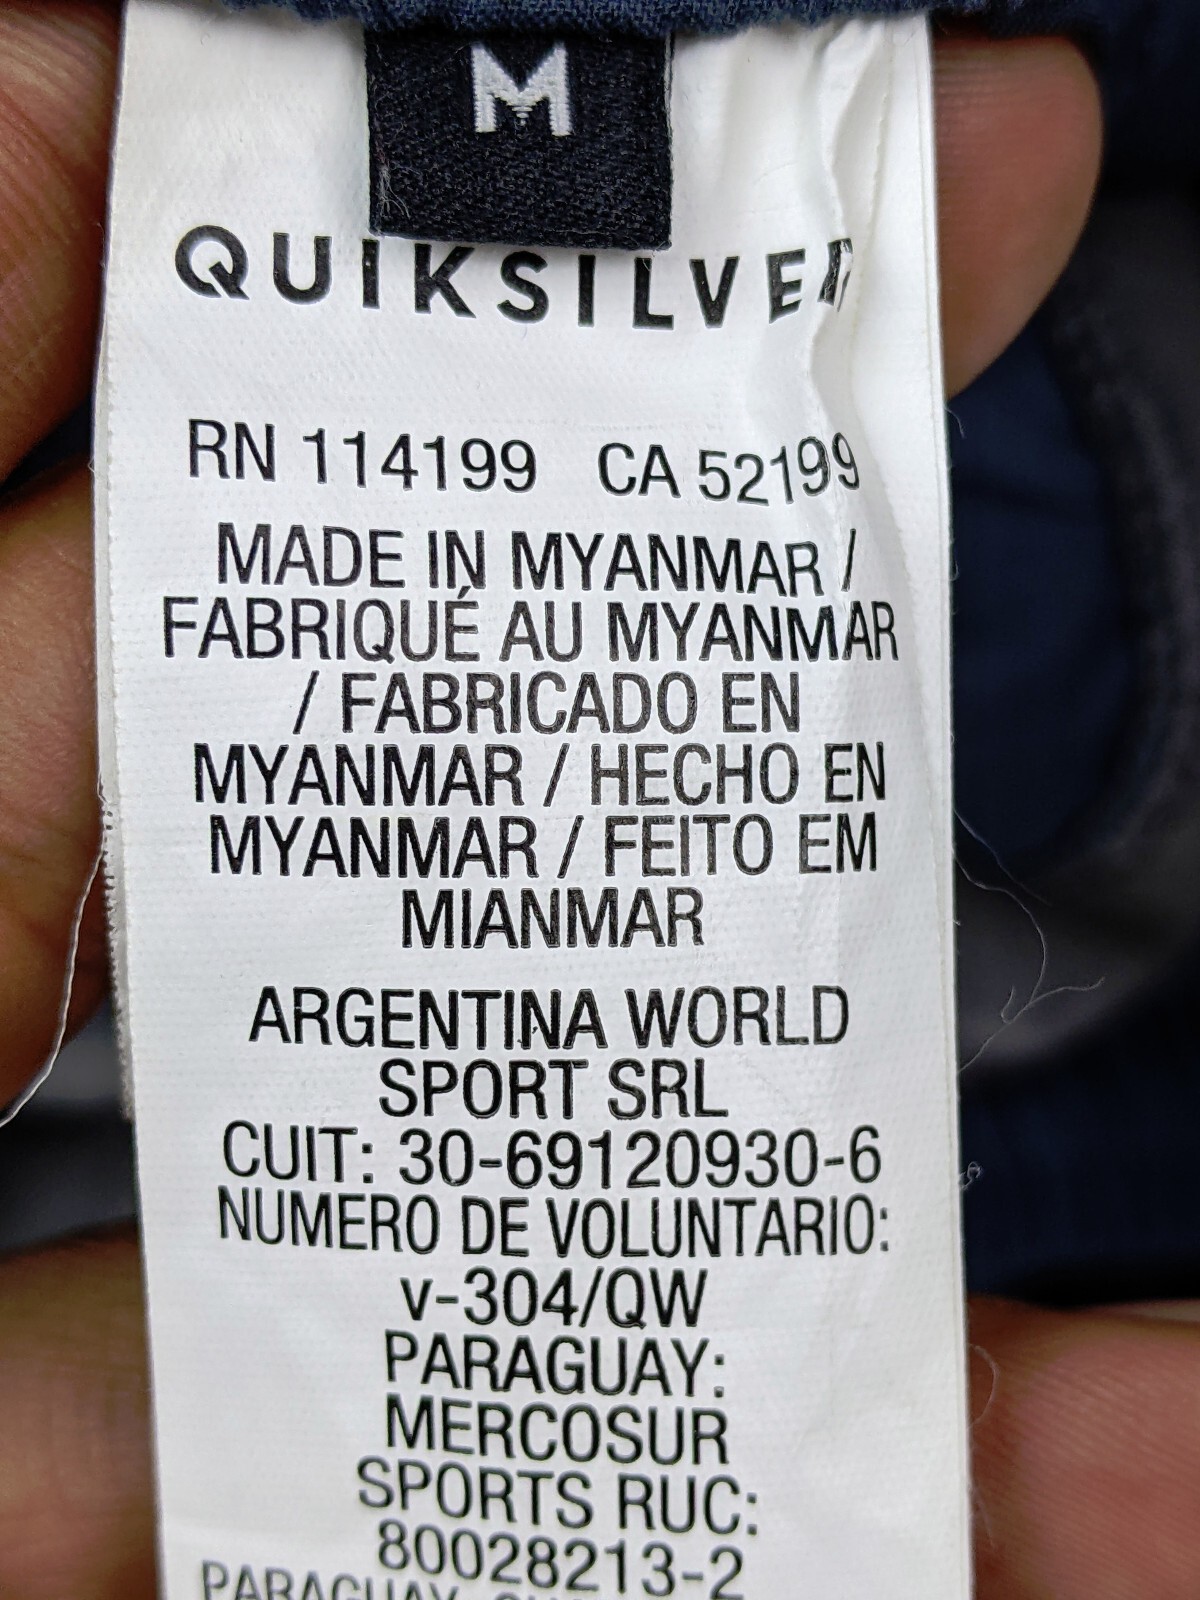 M
QUIKSILVER
RN 114199 CA 52199
MADE IN MYANMAR /
FABRIQUÉ AU MYANMAR
/ FABRICADO EN
MYANMAR / HECHO EN
MYANMAR / FEITO EM
MIANMAR
ARGENTINA WORLD
SPORT SRL
CUIT: 30-69120930-6
NUMERO DE VOLUNTARIO:
v-304/QW
PARAGUAY:
MERCOSUR
SPORTS RUC:
80028213-2
PARAGUAY